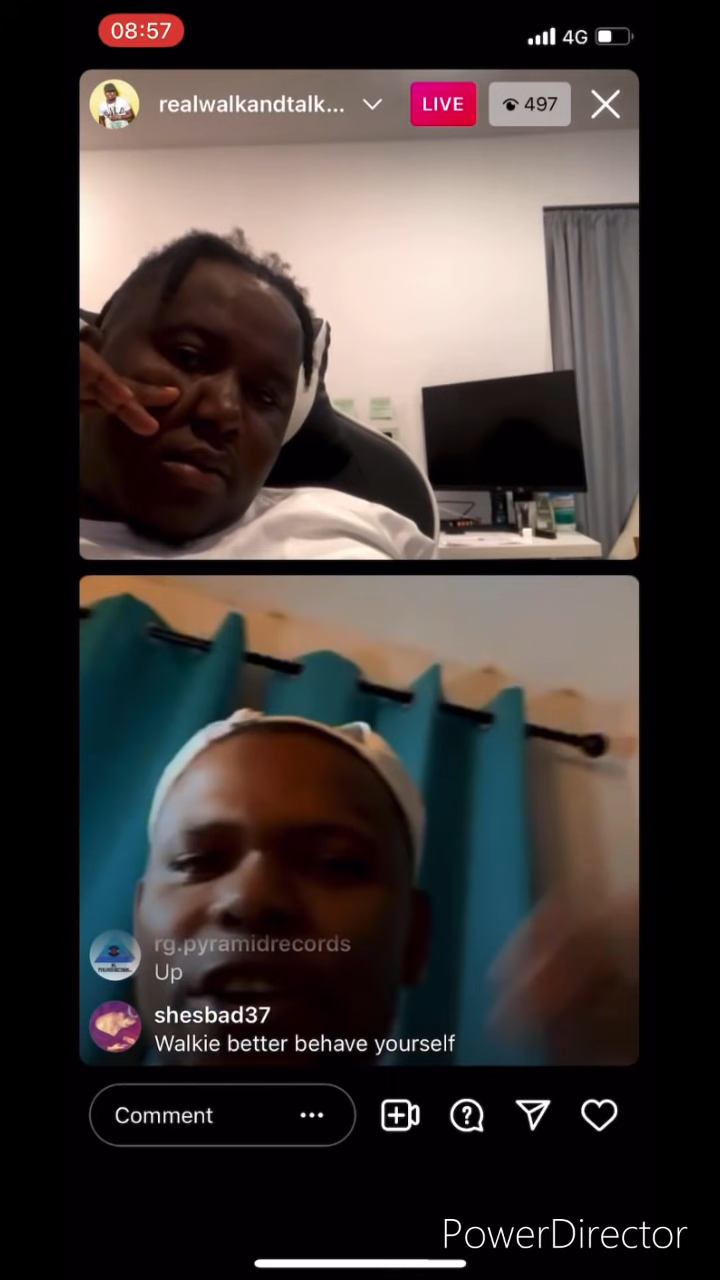 08:57
4G
realwalkandtalk...
LIVE
497
rg.pyramidrecords
Up
shesbad37
Walkie better behave yourself
Comment
PowerDirector